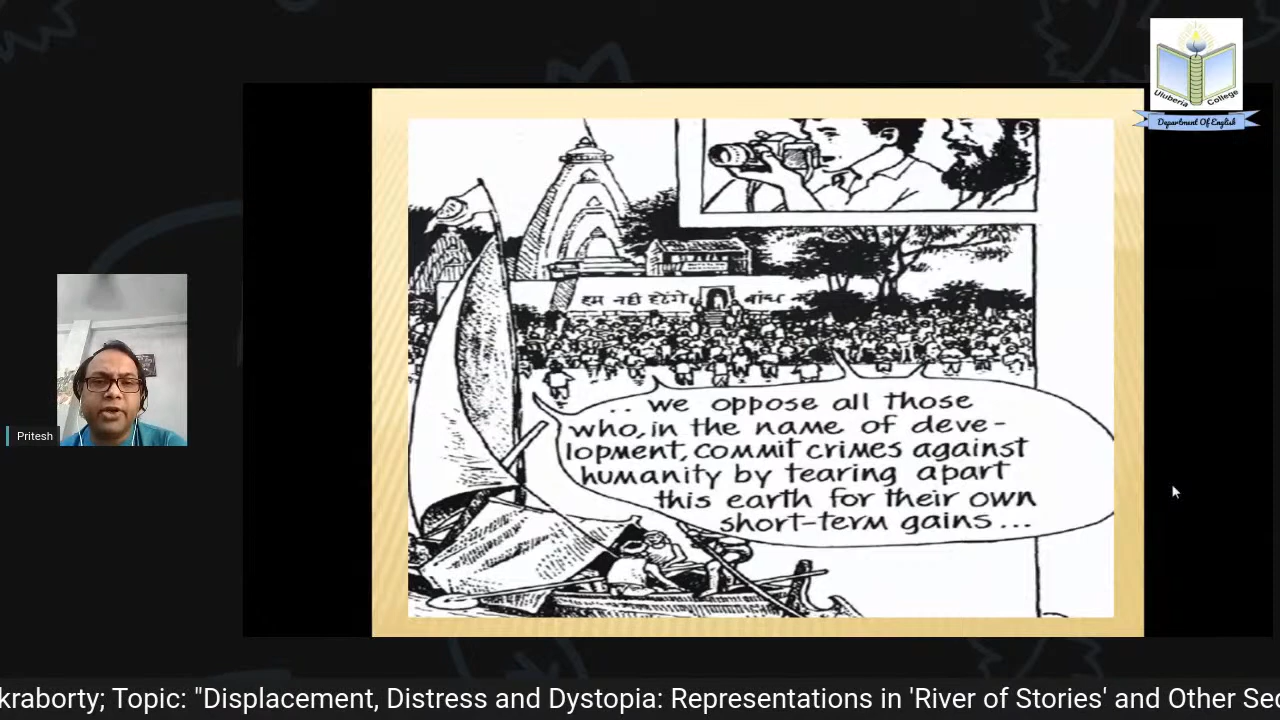 Uluberia College
Department Of English
हम नही हटेंगे
बांध
..we oppose all those
who, in the name of deve-
lopment, commit crimes against
humanity by tearing apart
this earth for their own
short-term gains...
Pritesh
kraborty; Topic: "Displacement, Distress and Dystopia: Representations in 'River of Stories' and Other Sec